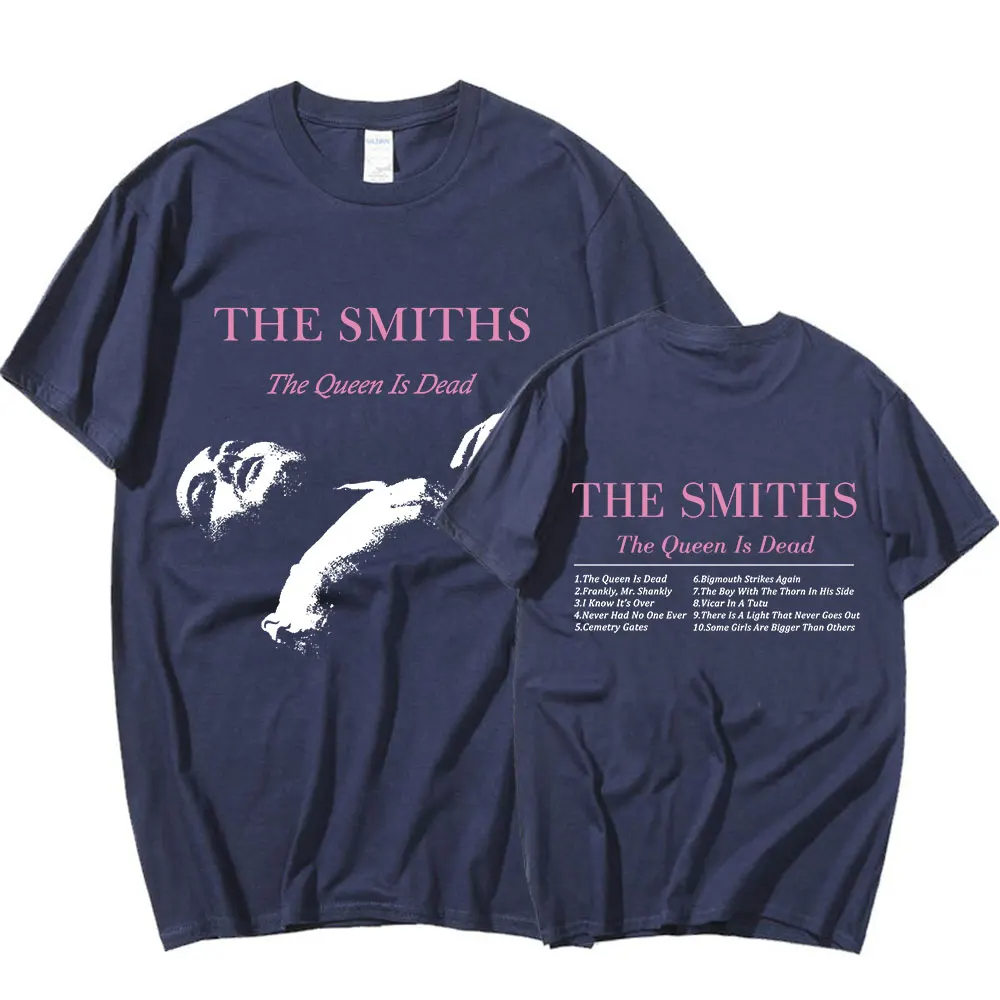 THE SMITHS
The Queen Is Dead
THE SMITHS
The Queen Is Dead
1.The Queen Is Dead
2.Frankly, Mr. Shankly
3.I Know It's Over
4.Never Had No One Ever
5.Cemetry Gates
6.Bigmouth Strikes Again
7.The Boy With The Thorn In His Side
8.Vicar In A Tutu
9.There Is A Light That Never Goes Out
10.Some Girls Are Bigger Than Others